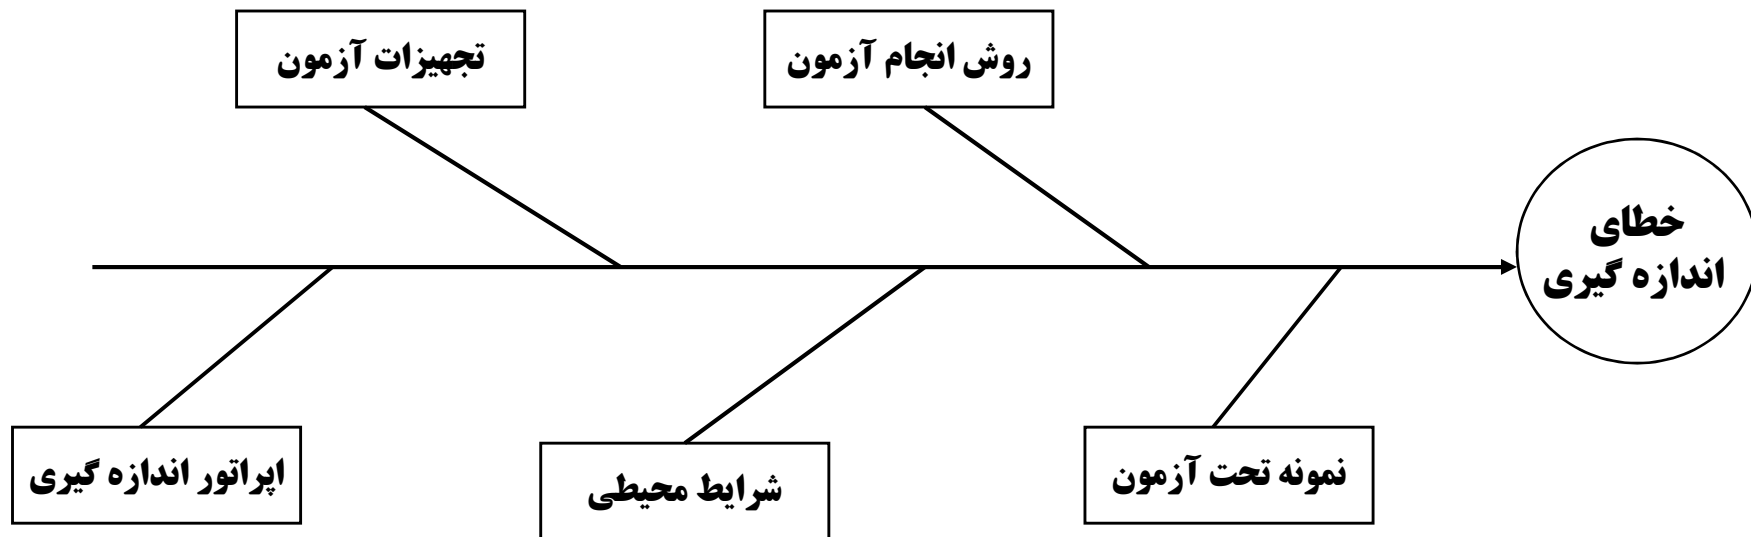 روش انجام آزمون
تجهیزات آزمون
خطای
اندازه گیری
نمونه تحت آزمون
شرایط محیطی
اپراتور اندازه گیری